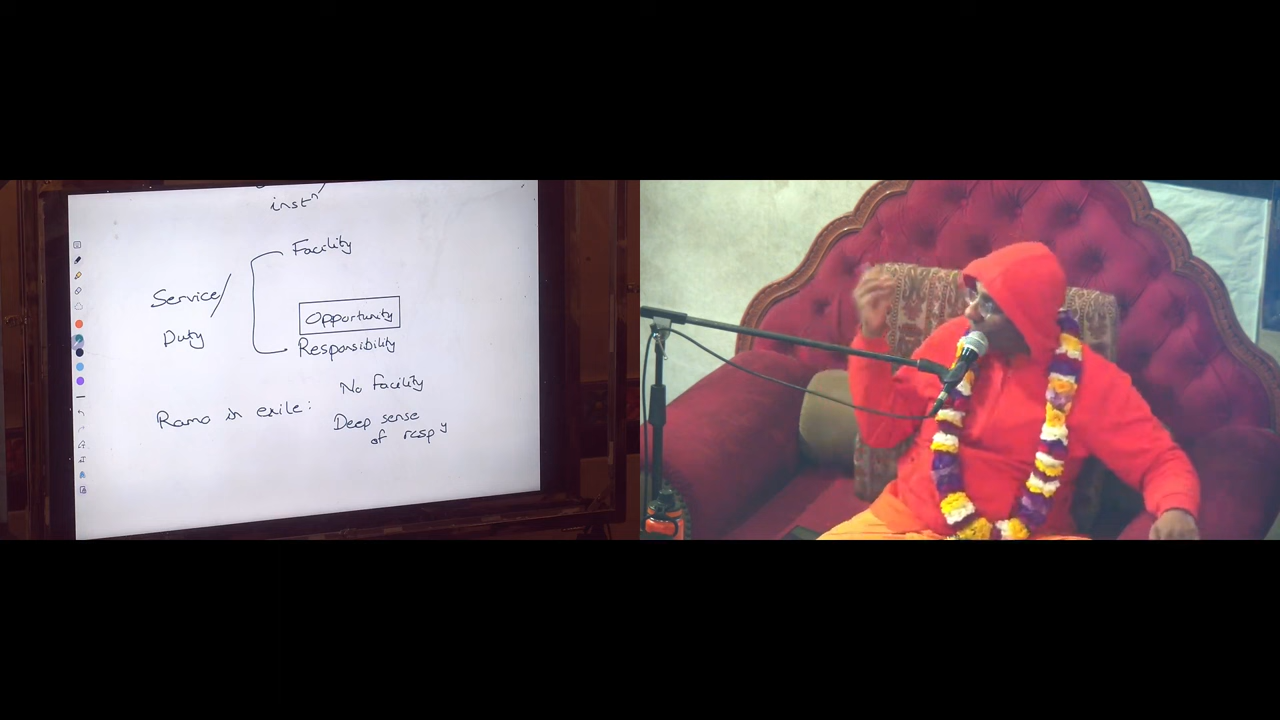 instⁿ
Facility
Service/
Duty
Opportunity
Responsibility
No facility
Rama in exile:
Deep sense
of respy